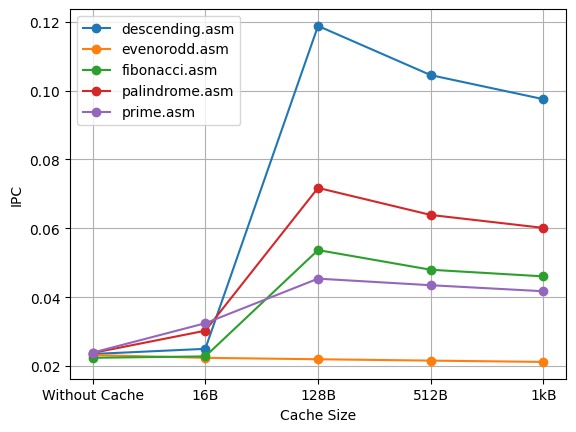 descending.asm
evenorodd.asm
fibonacci.asm
palindrome.asm
prime.asm
0.12
0.10
0.08
0.06
0.04
0.02
IPC
Without Cache 16B 128B 512B 1kB
Cache Size